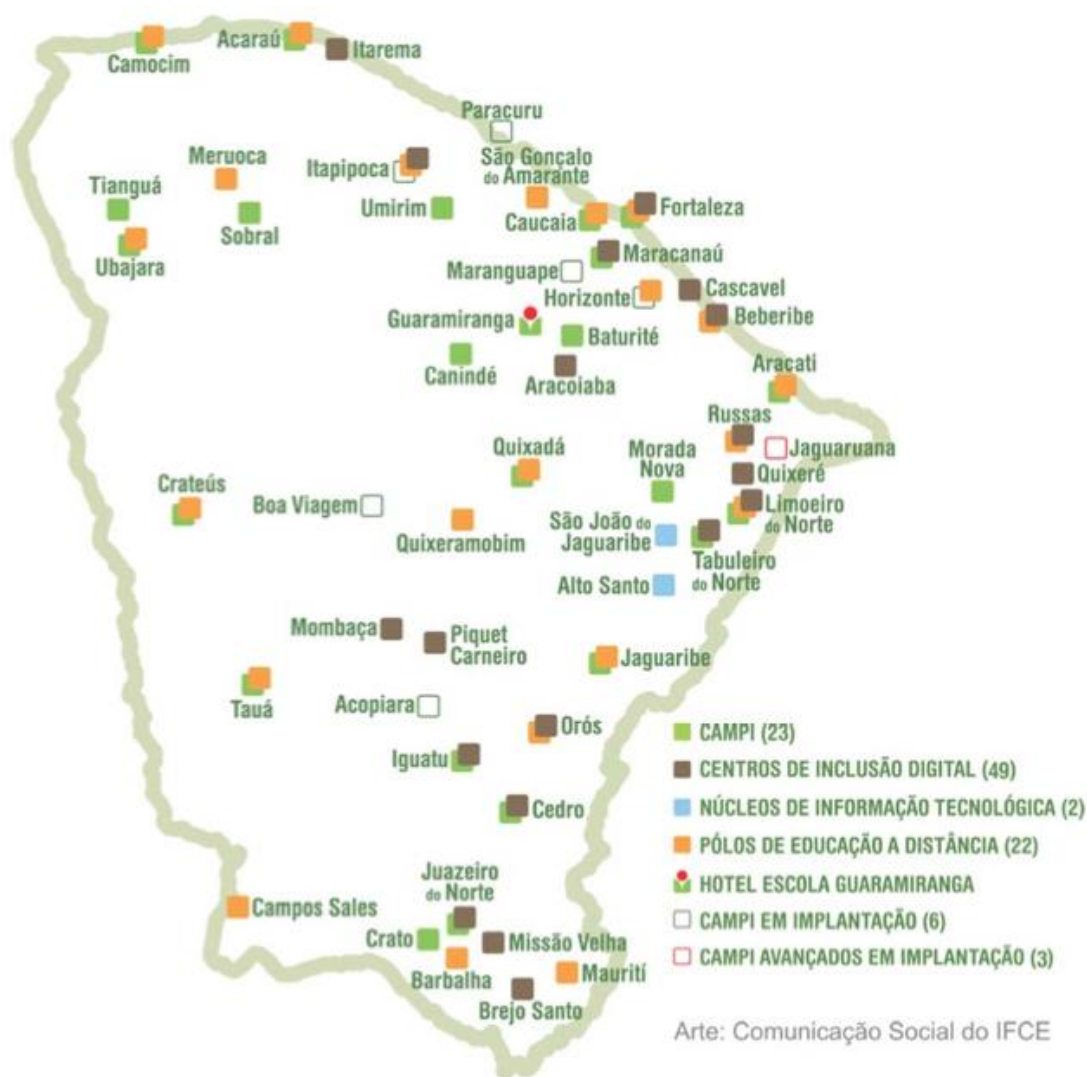 Camocim
Acaraú
Itarema
Paracuru
Meruoca
Itapipoca
São Gonçalo
do Amarante
Tianguá
Umirim
Caucaia
Fortaleza
Sobral
Ubajara
Maracanaú
Maranguape
Horizonte
Cascavel
Beberibe
Guaramiranga
Baturité
Canindé
Aracoiaba
Aracati
Russas
Jaguaruana
Quixadá
Morada
Nova
Quixeré
Crateús
Boa Viagem
Limoeiro
do Norte
Quixeramobim
São João do
Jaguaribe
Tabuleiro
do Norte
Alto Santo
Mombaça
Piquet
Carneiro
Jaguaribe
Tauá
Acopiara
Orós
Iguatu
Cedro
CAMPI (23)
CENTROS DE INCLUSÃO DIGITAL (49)
NÚCLEOS DE INFORMAÇÃO TECNOLÓGICA (2)
PÓLOS DE EDUCAÇÃO A DISTÂNCIA (22)
HOTEL ESCOLA GUARAMIRANGA
CAMPI EM IMPLANTAÇÃO (6)
CAMPI AVANÇADOS EM IMPLANTAÇÃO (3)
Juazeiro
do Norte
Campos Sales
Crato
Missão Velha
Barbalha
Maurití
Brejo Santo
Arte: Comunicação Social do IFCE